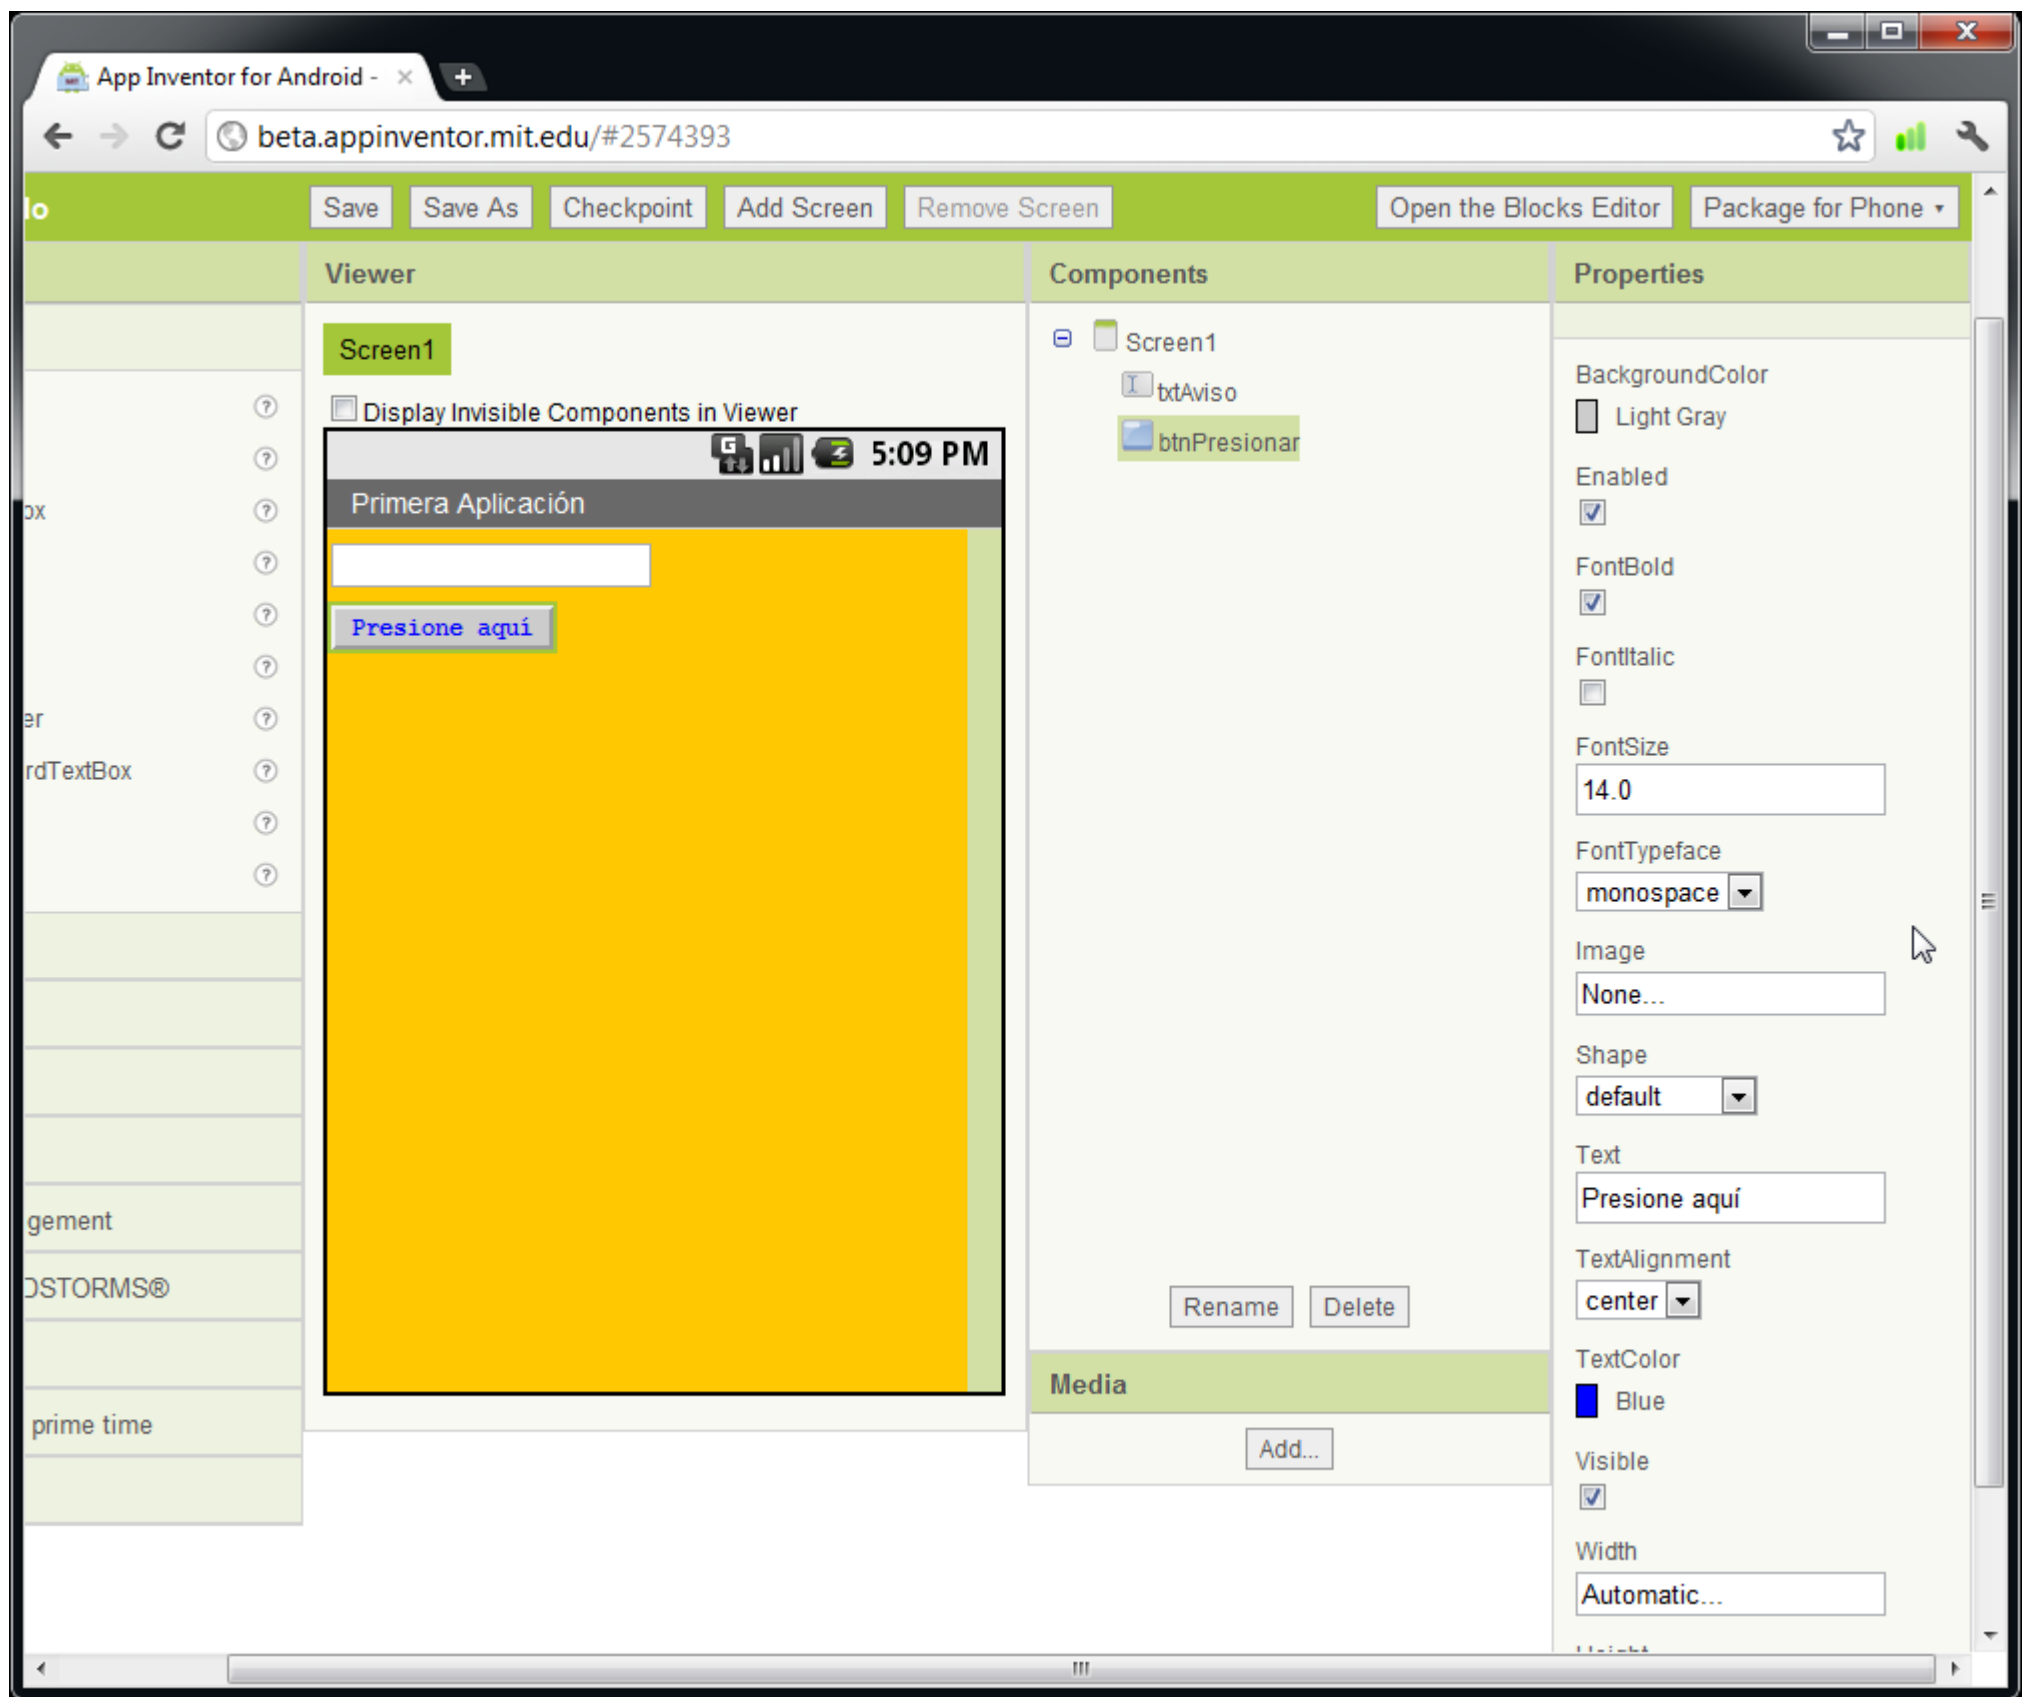 App Inventor for Android -
beta.appinventor.mit.edu/#2574393
lo
Save
Save As
Checkpoint
Add Screen
Remove Screen
Open the Blocks Editor
Package for Phone
Viewer
Components
Properties
ox
er
rdTextBox
gement
OSTORMS®
prime time
Screen1
Display Invisible Components in Viewer
5:09 PM
Primera Aplicación
Presione aquí
Screen1
txtAviso
btnPresionar
Rename
Delete
Media
Add...
BackgroundColor
Light Gray
Enabled
FontBold
FontItalic
FontSize
14.0
FontTypeface
monospace
Image
None...
Shape
default
Text
Presione aquí
TextAlignment
center
TextColor
Blue
Visible
Width
Automatic...